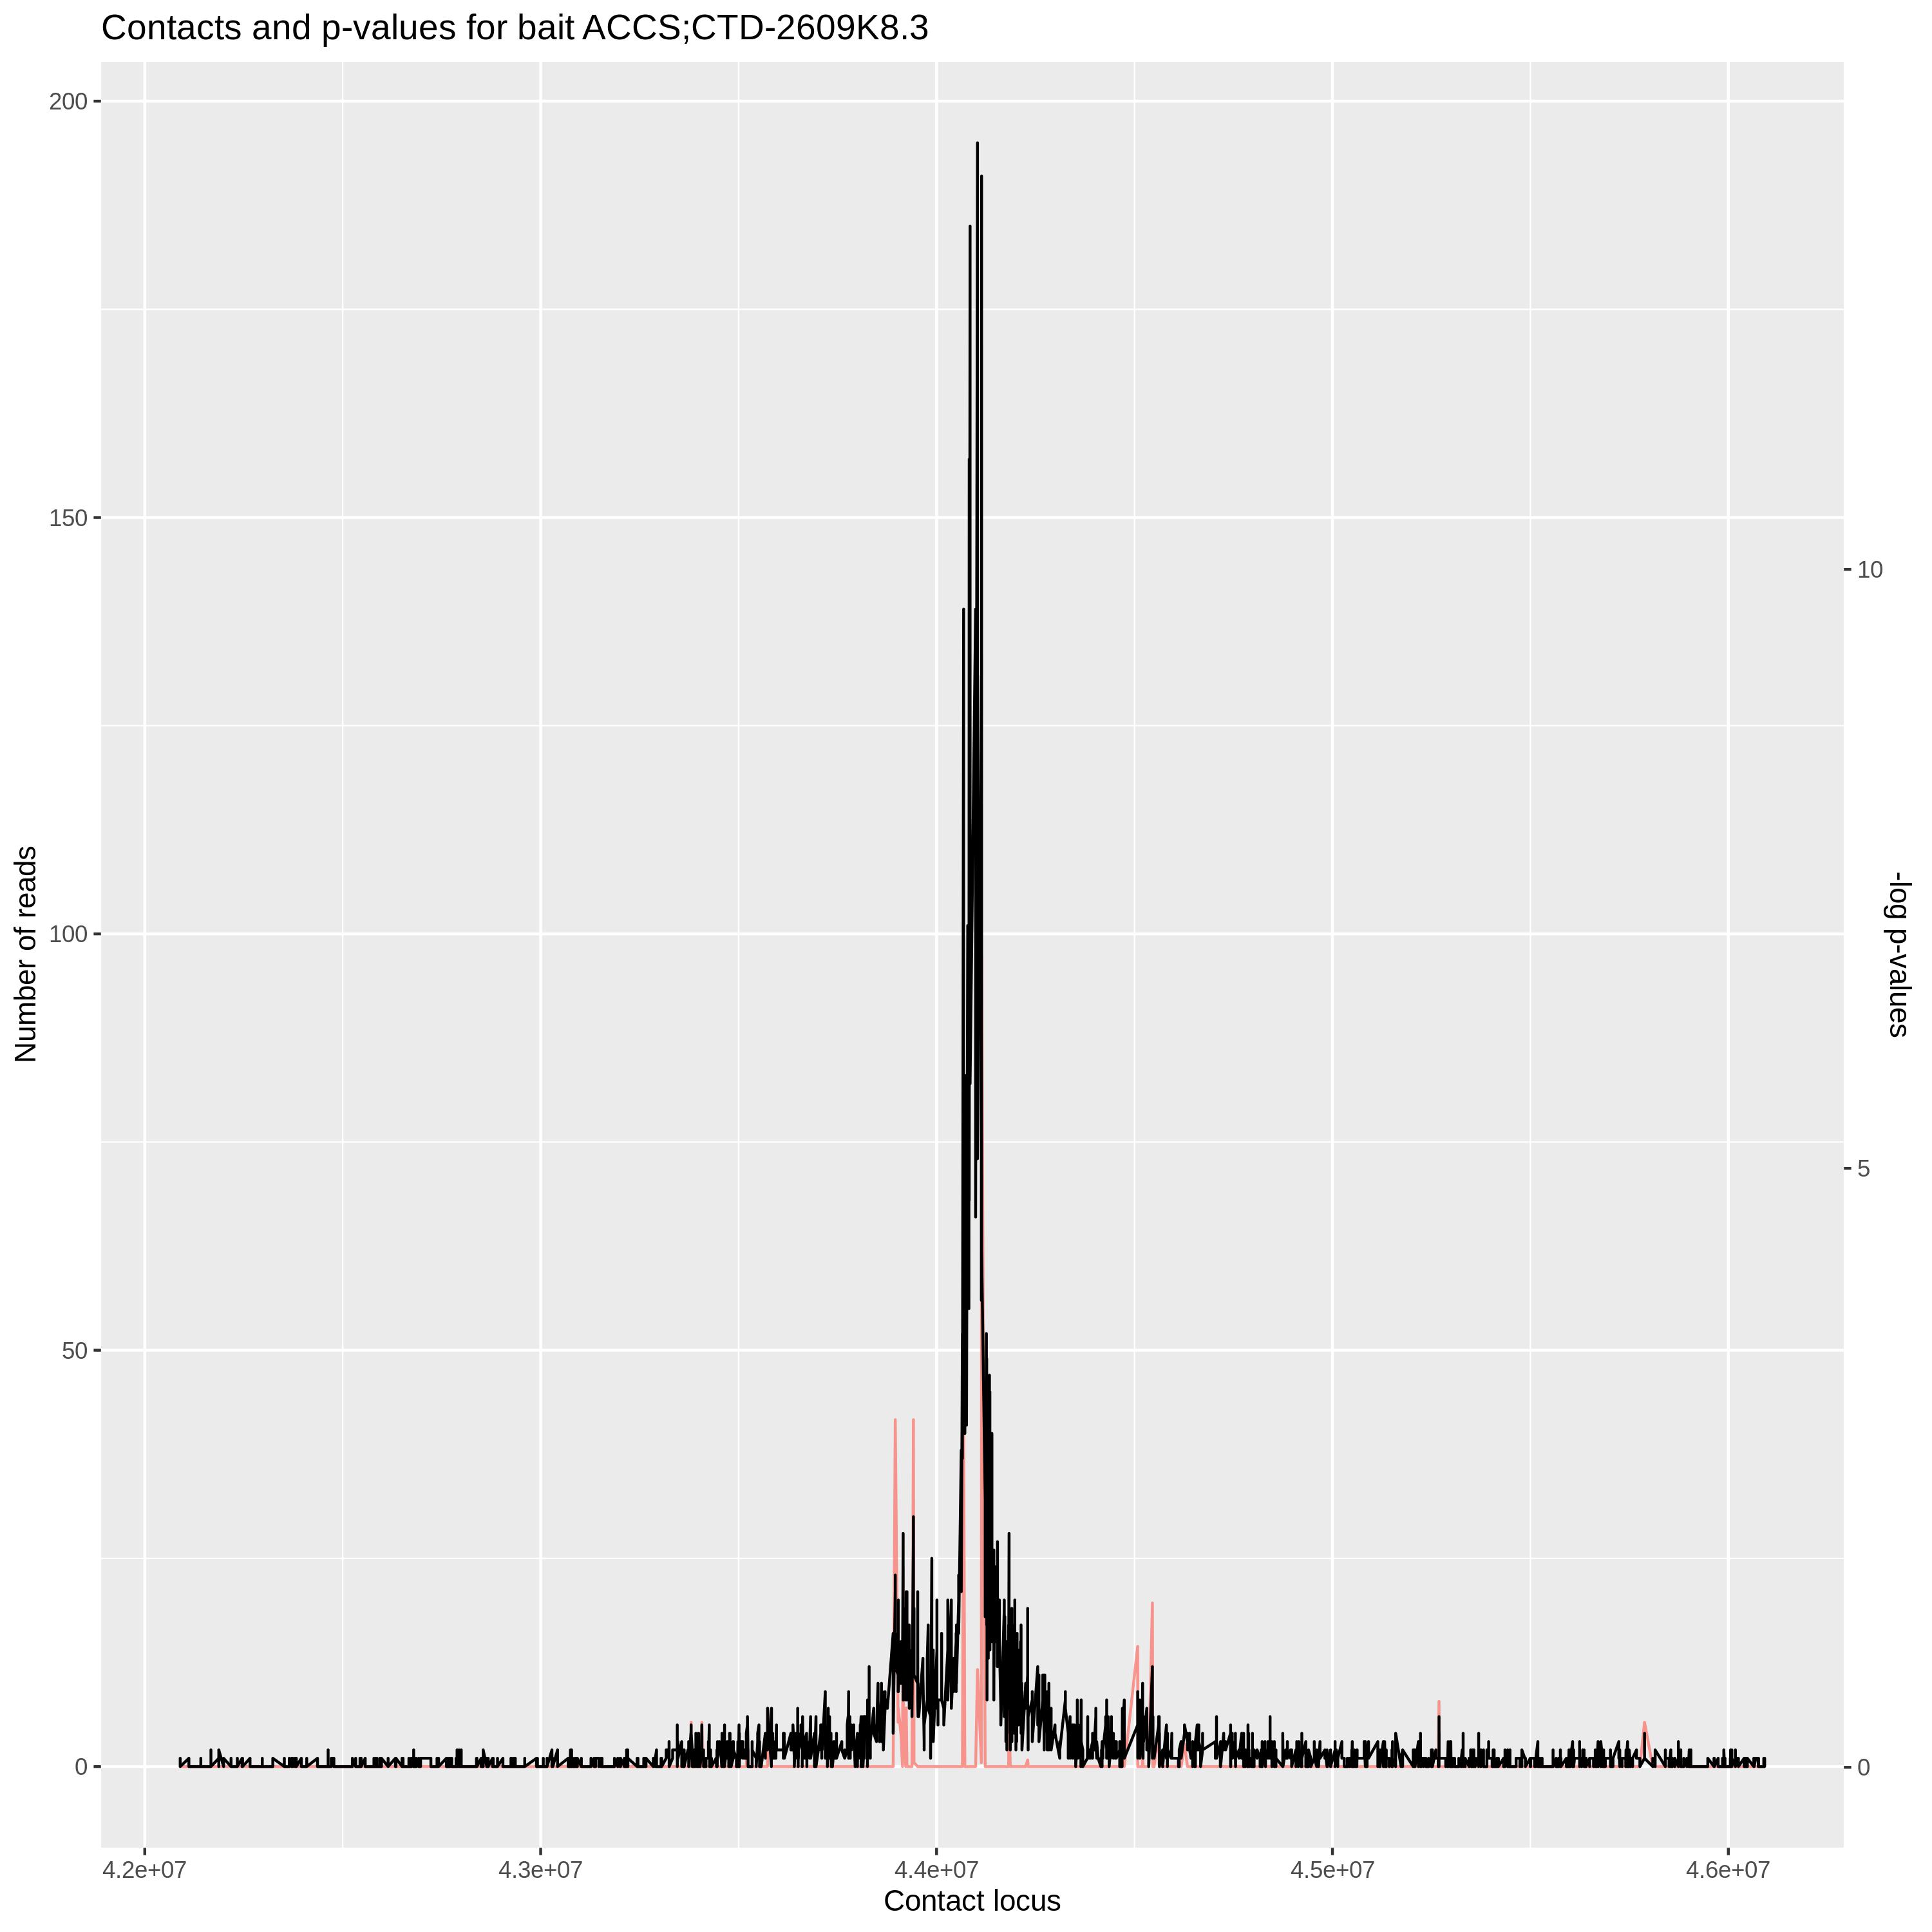 Contacts and p-values for bait ACCS;CTD-2609K8.3
200
150
100
50
0
Number of reads
10
5
0
-log p-values
4.2e+07
4.3e+07
4.4e+07
4.5e+07
4.6e+07
Contact locus